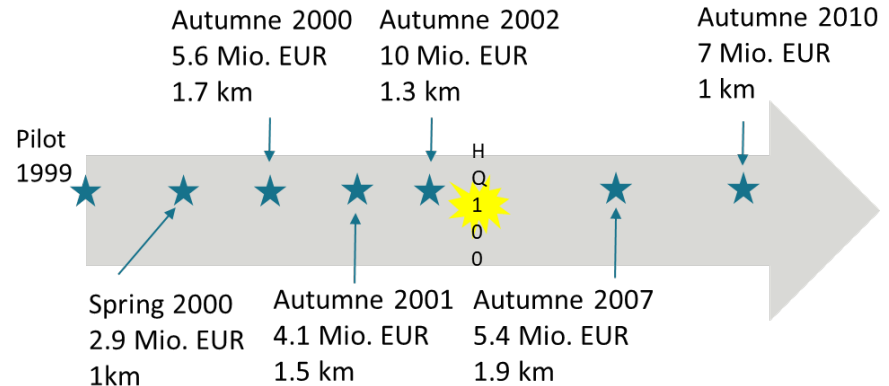 Autumne 2000
5.6 Mio. EUR
1.7 km
Autumne 2002
10 Mio. EUR
1.3 km
Autumne 2010
7 Mio. EUR
1 km
Pilot
1999
H
Q
1
0
0
Spring 2000
2.9 Mio. EUR
1km
Autumne 2001
4.1 Mio. EUR
1.5 km
Autumne 2007
5.4 Mio. EUR
1.9 km